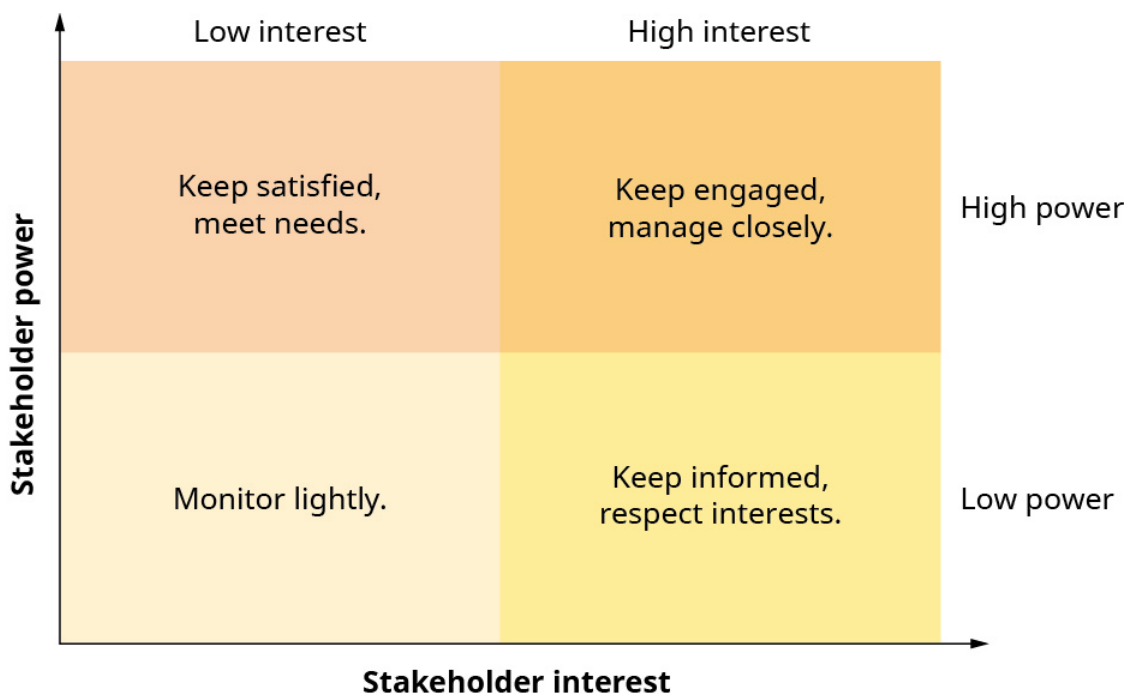 Low interest
High interest
Keep satisfied,
meet needs.
Keep engaged,
manage closely.
High power
Stakeholder power
Monitor lightly.
Keep informed,
respect interests.
Low power
Stakeholder interest